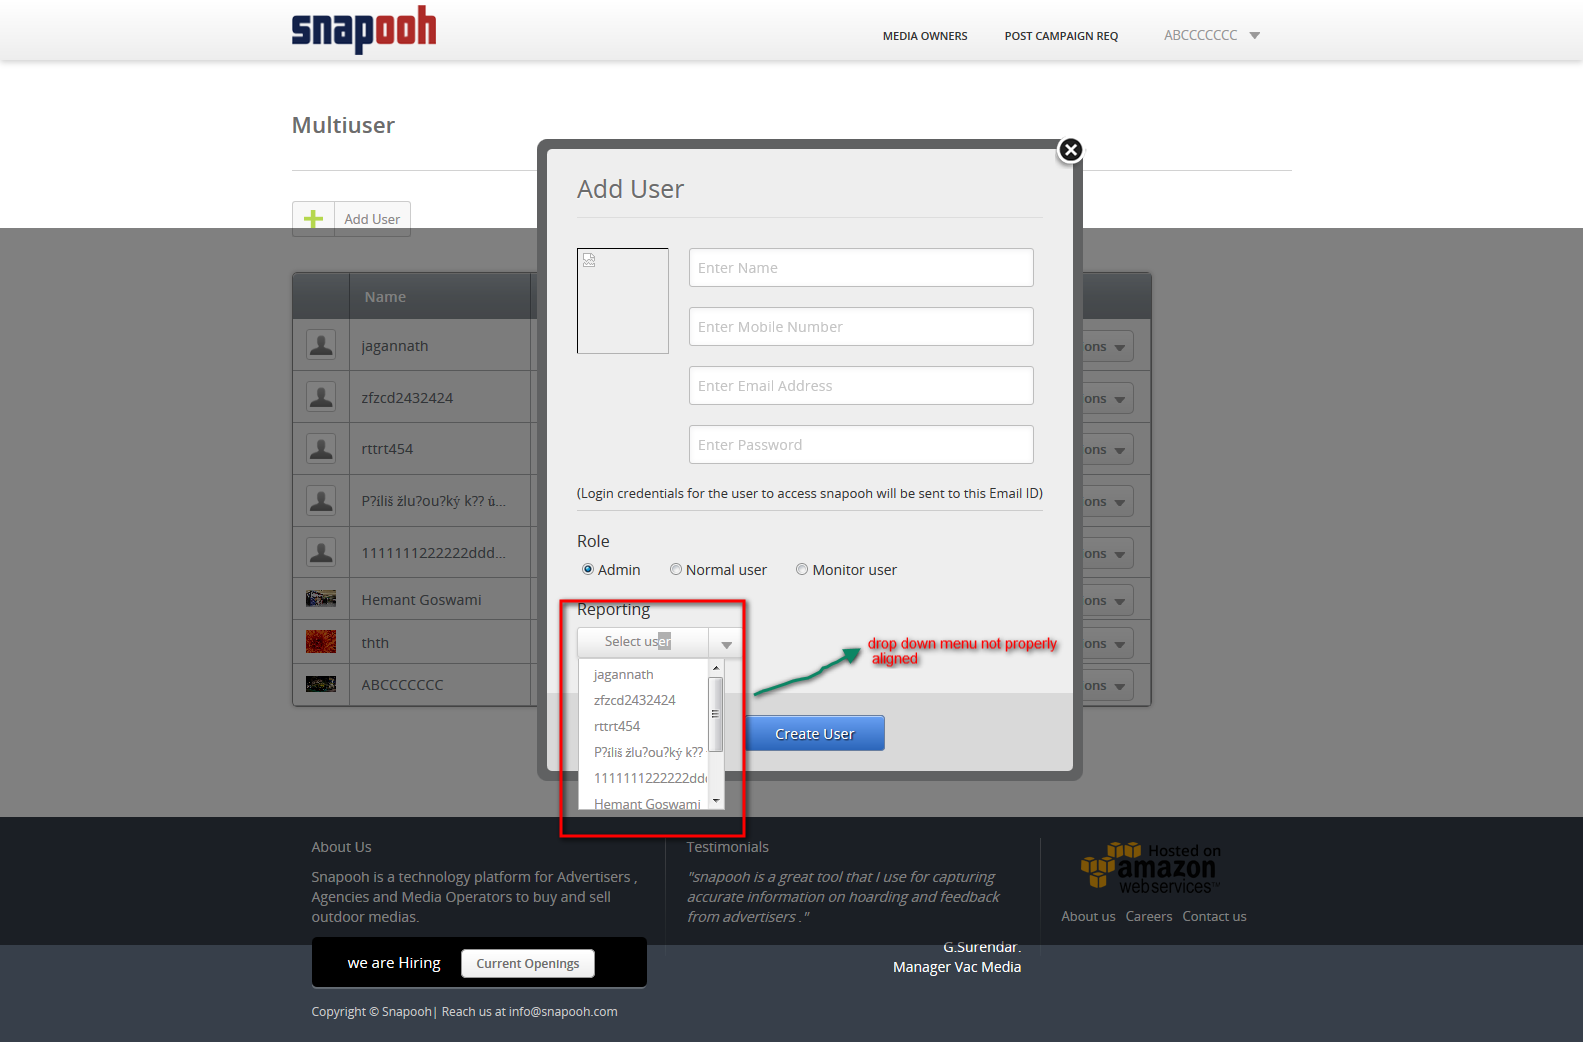 snapooh
MEDIA OWNERS
POST CAMPAIGN REQ
ABCCCCCCC
Multiuser
Add User
Name
jagannath
zfzcd2432424
rttrt454
P?íliš žlu?ou?ký k?? ú...
1111111222222ddd...
Hemant Goswami
thth
ABCCCCCCC
ons
ons
ons
ons
ons
ons
ons
ons
Add User
Enter Name
Enter Mobile Number
Enter Email Address
Enter Password
(Login credentials for the user to access snapooh will be sent to this Email ID)
Role
Admin
Normal user
Monitor user
Reporting
Select user
jagannath
zfzcd2432424
rttrt454
P?íliš žlu?ou?ký k??
1111111222222ddd
Hemant Goswami
drop down menu not properly
aligned
Create User
About Us
Snapooh is a technology platform for Advertisers ,
Agencies and Media Operators to buy and sell
outdoor medias.
we are Hiring
Current Openings
Copyright © Snapooh| Reach us at info@snapooh.com
Testimonials
"snapooh is a great tool that I use for capturing
accurate information on hoarding and feedback
from advertisers ."
G.Surendar.
Manager Vac Media
Hosted on
amazon
webservices™
About us
Careers
Contact us